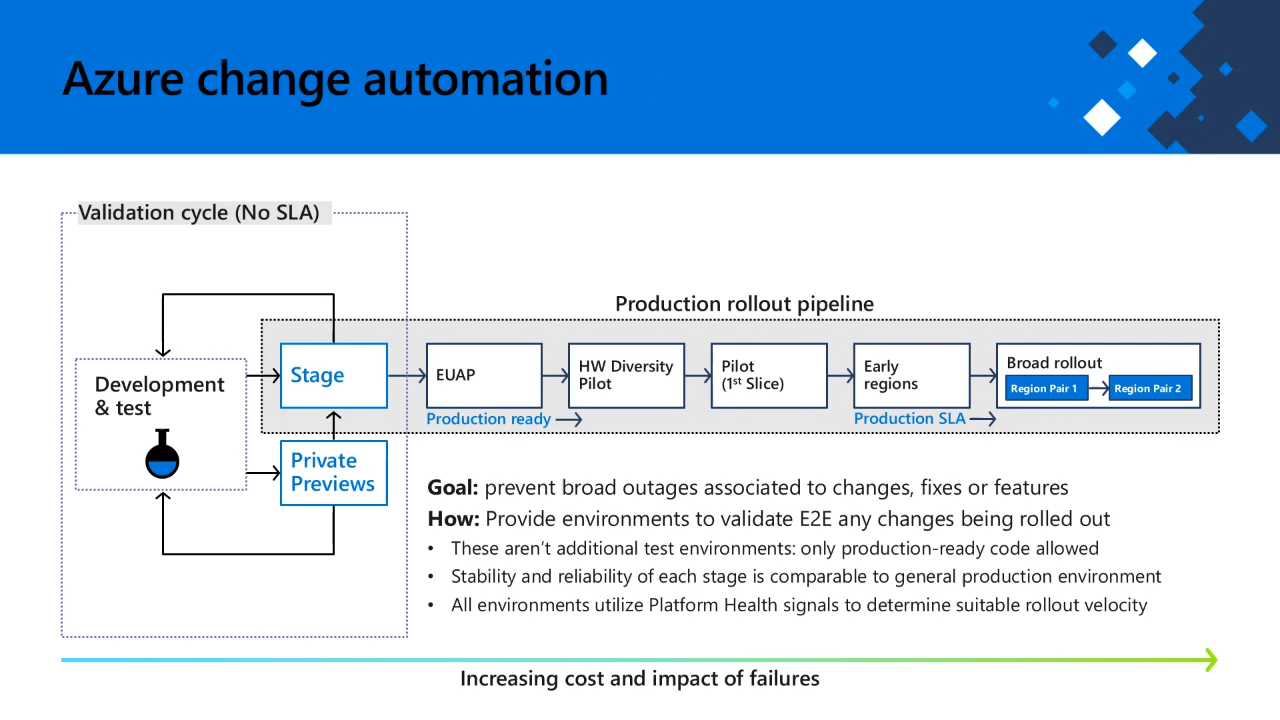 Azure change automation
Validation cycle (No SLA)
Production rollout pipeline
Development
& test
Stage
Private
Previews
EUAP
HW Diversity
Pilot
Pilot
(1st Slice)
Early
regions
Broad rollout
Region Pair 1
Region Pair 2
Production ready
Production SLA
Goal: prevent broad outages associated to changes, fixes or features
How: Provide environments to validate E2E any changes being rolled out
• These aren't additional test environments: only production-ready code allowed
• Stability and reliability of each stage is comparable to general production environment
• All environments utilize Platform Health signals to determine suitable rollout velocity
Increasing cost and impact of failures